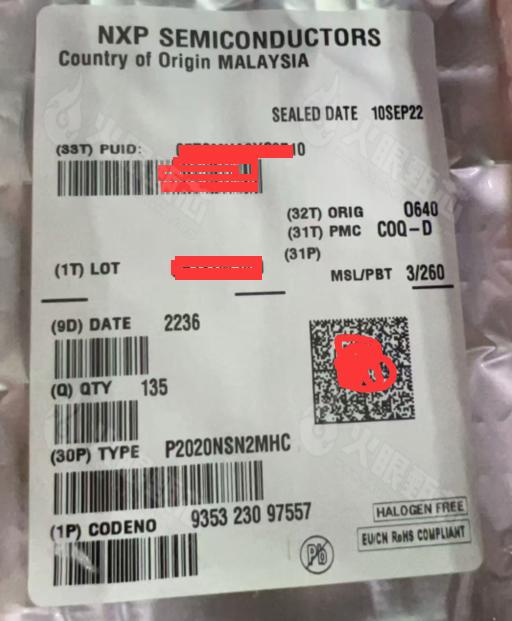 NXP SEMICONDUCTORS
Country of Origin MALAYSIA
SEALED DATE 10SEP22
(33T) PUID:
(32T) ORIG 0640
(31T) PMC COQ-D
(31P)
(1T) LOT
MSL/PBT 3/260
(9D) DATE 2236
(Q) QTY 135
(30P) TYPE P2020NSN2MHC
(1P) CODENO 9353 230 97557
HALOGEN FREE
EU/CN RoHS COMPLIANT
Pb